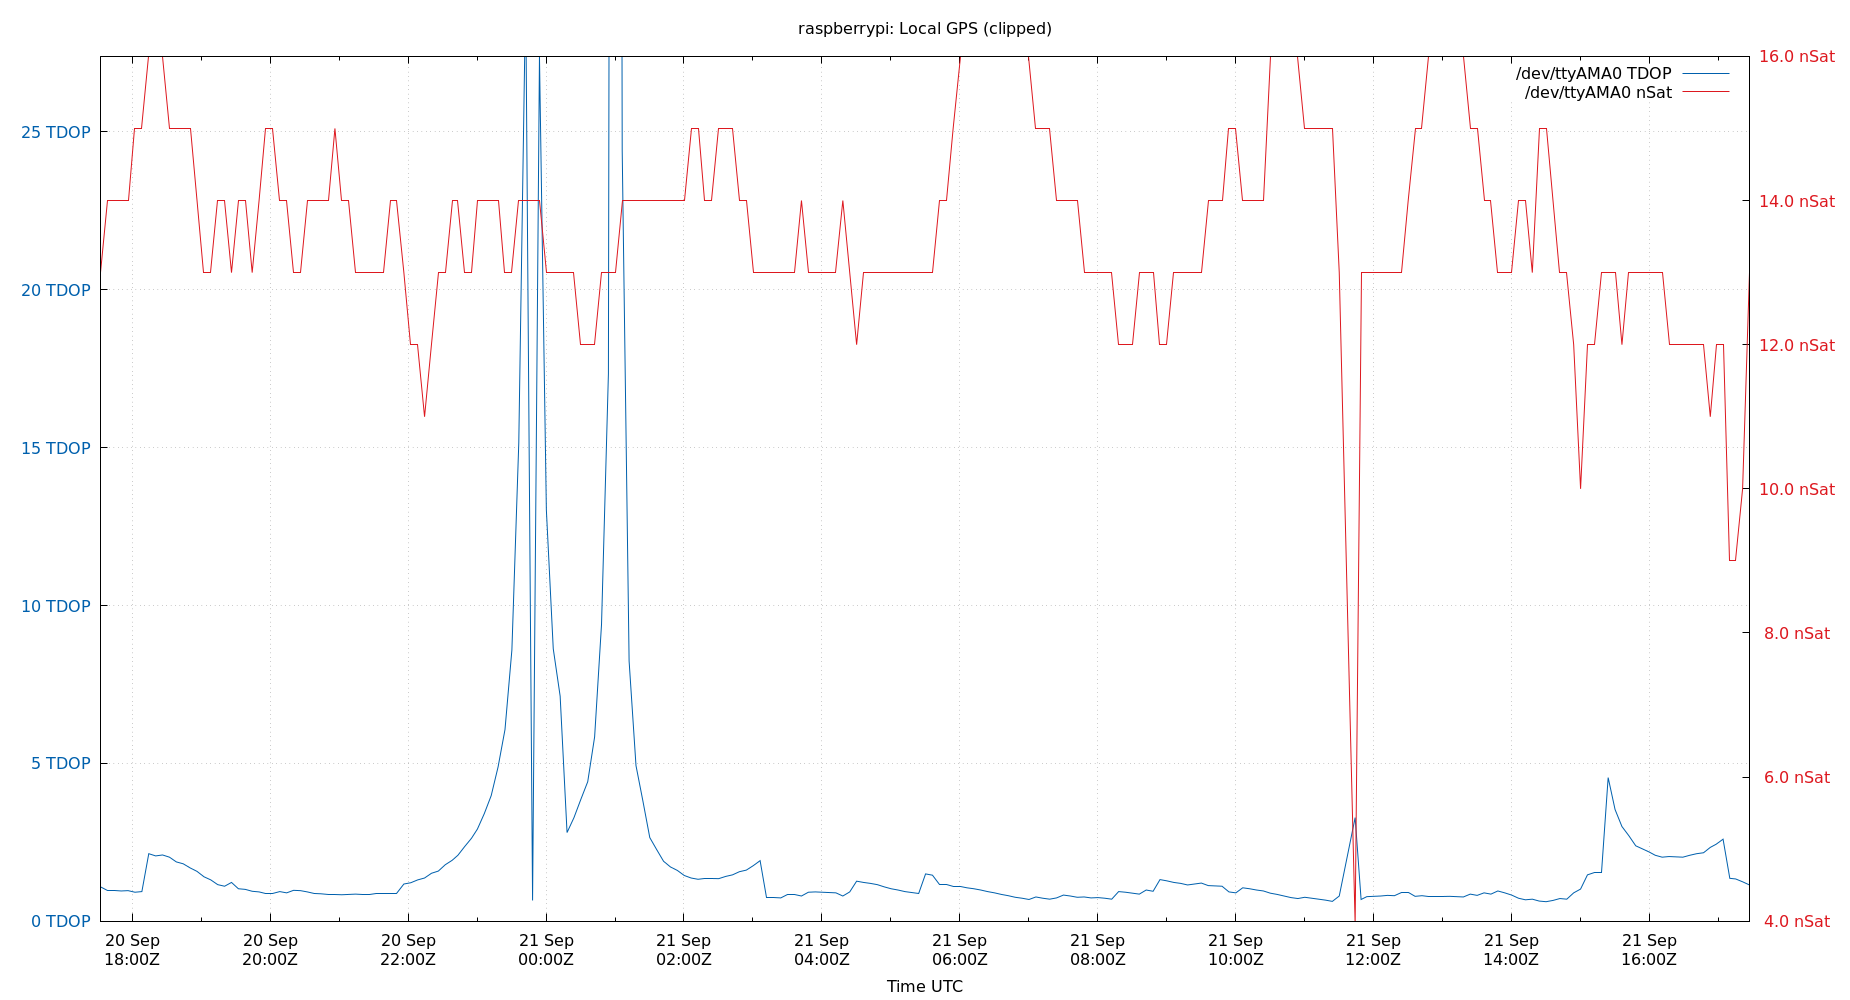 raspberrypi: Local GPS (clipped)
16.0 nSat
/dev/ttyAMA0 TDOP
/dev/ttyAMA0 nSat
25 TDOP
14.0 nSat
20 TDOP
12.0 nSat
15 TDOP
10.0 nSat
10 TDOP
8.0 nSat
5 TDOP
6.0 nSat
0 TDOP
4.0 nSat
20 Sep 20 Sep 20 Sep 21 Sep 21 Sep 21 Sep 21 Sep 21 Sep 21 Sep 21 Sep 21 Sep 21 Sep
18:00Z 20:00Z 22:00Z 00:00Z 02:00Z 04:00Z 06:00Z 08:00Z 10:00Z 12:00Z 14:00Z 16:00Z
Time UTC